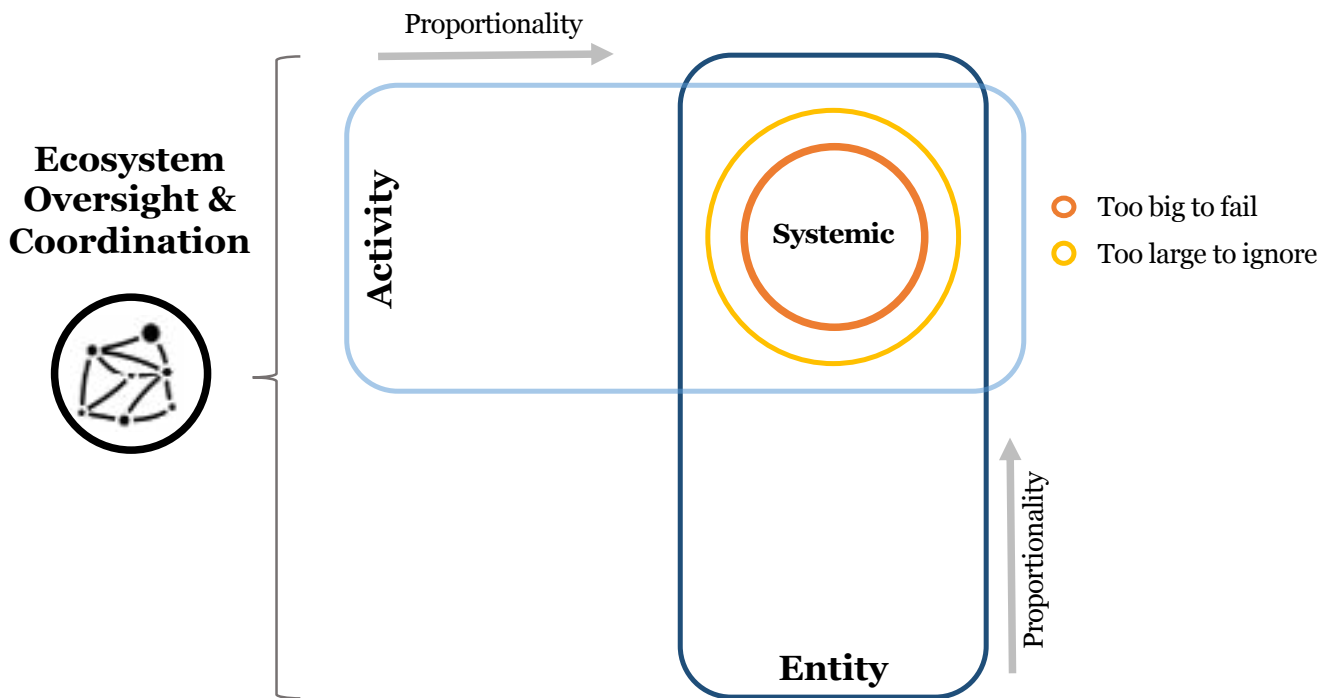 Proportionality
Ecosystem
Oversight &
Coordination
Activity
Systemic
Too big to fail
Too large to ignore
Proportionality
Entity